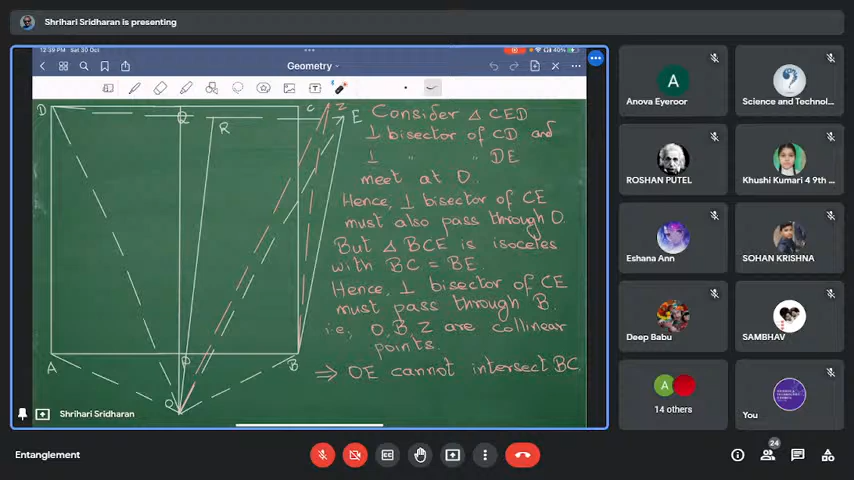 Shrihari Sridharan is presenting
12:39 PM Sat 30 Oct
40%
Geometry
D
Q
R
C
Z
E
A
P
B
O
Consider Δ CED
⊥ bisector of CD and
⊥ " " DE
meet at O.
Hence, ⊥ bisector of CE
must also pass through O.
But Δ BCE is isoceles
with BC = BE.
Hence, ⊥ bisector of CE
must pass through B.
i.e, O, B, Z are collinear
points.
⇒ OE cannot intersect BC.
Shrihari Sridharan
A
Anova Eyeroor
Science and Technol...
ROSHAN PUTEL
Khushi Kumari 4 9th ...
Eshana Ann
SOHAN KRISHNA
Deep Babu
SAMBHAV
A
14 others
You
Entanglement
24